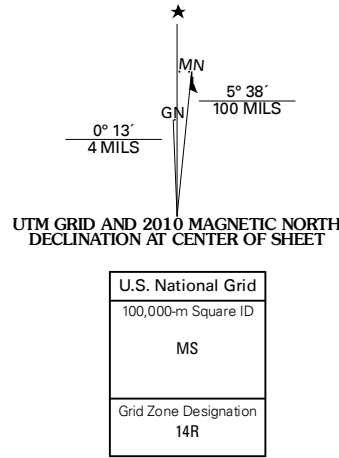 MN
GN
5° 38´
100 MILS
0° 13´
4 MILS
UTM GRID AND 2010 MAGNETIC NORTH
DECLINATION AT CENTER OF SHEET
U.S. National Grid
100,000-m Square ID
MS
Grid Zone Designation
14R